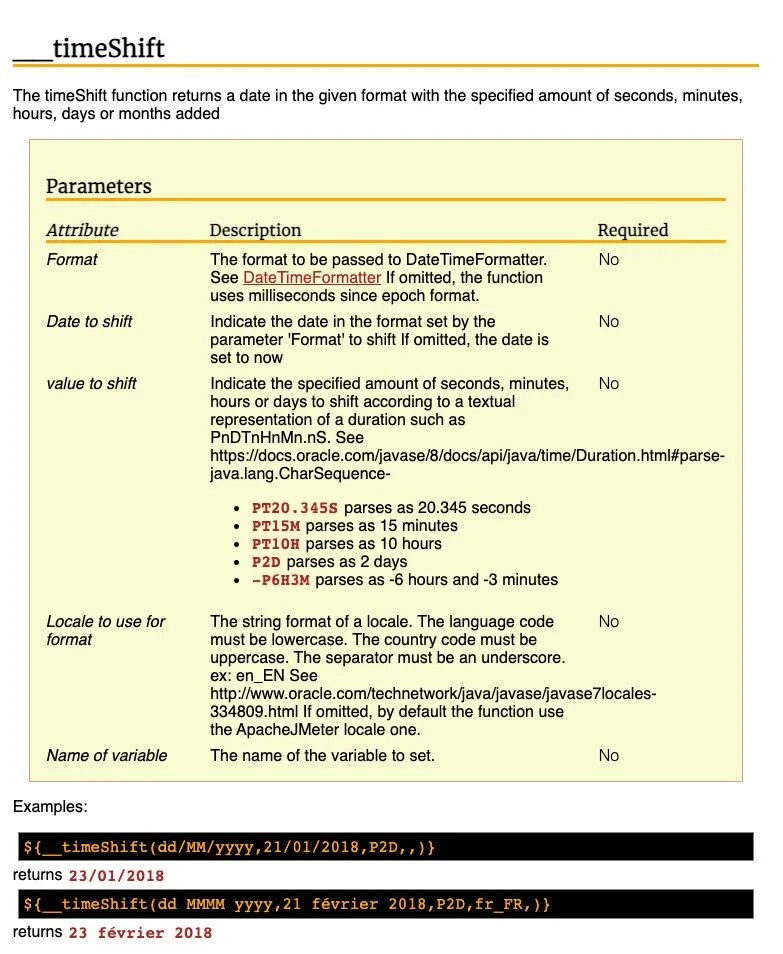 __timeShift
The timeShift function returns a date in the given format with the specified amount of seconds, minutes,
hours, days or months added
Parameters
Attribute Description Required
Format The format to be passed to DateTimeFormatter. No
See DateTimeFormatter If omitted, the function
uses milliseconds since epoch format.
Date to shift Indicate the date in the format set by the No
parameter 'Format' to shift If omitted, the date is
set to now
value to shift Indicate the specified amount of seconds, minutes, No
hours or days to shift according to a textual
representation of a duration such as
PnDTnHnMn.nS. See
https://docs.oracle.com/javase/8/docs/api/java/time/Duration.html#parse-
java.lang.CharSequence-
• PT20.345S parses as 20.345 seconds
• PT15M parses as 15 minutes
• PT10H parses as 10 hours
• P2D parses as 2 days
• -P6H3M parses as -6 hours and -3 minutes
Locale to use for The string format of a locale. The language code No
format must be lowercase. The country code must be
uppercase. The separator must be an underscore.
ex: en_EN See
http://www.oracle.com/technetwork/java/javase/javase7locales-
334809.html If omitted, by default the function use
the ApacheJMeter locale one.
Name of variable The name of the variable to set. No
Examples:
${__timeShift(dd/MM/yyyy,21/01/2018,P2D,,)}
returns 23/01/2018
${__timeShift(dd MMMM yyyy,21 février 2018,P2D,fr_FR,)}
returns 23 février 2018